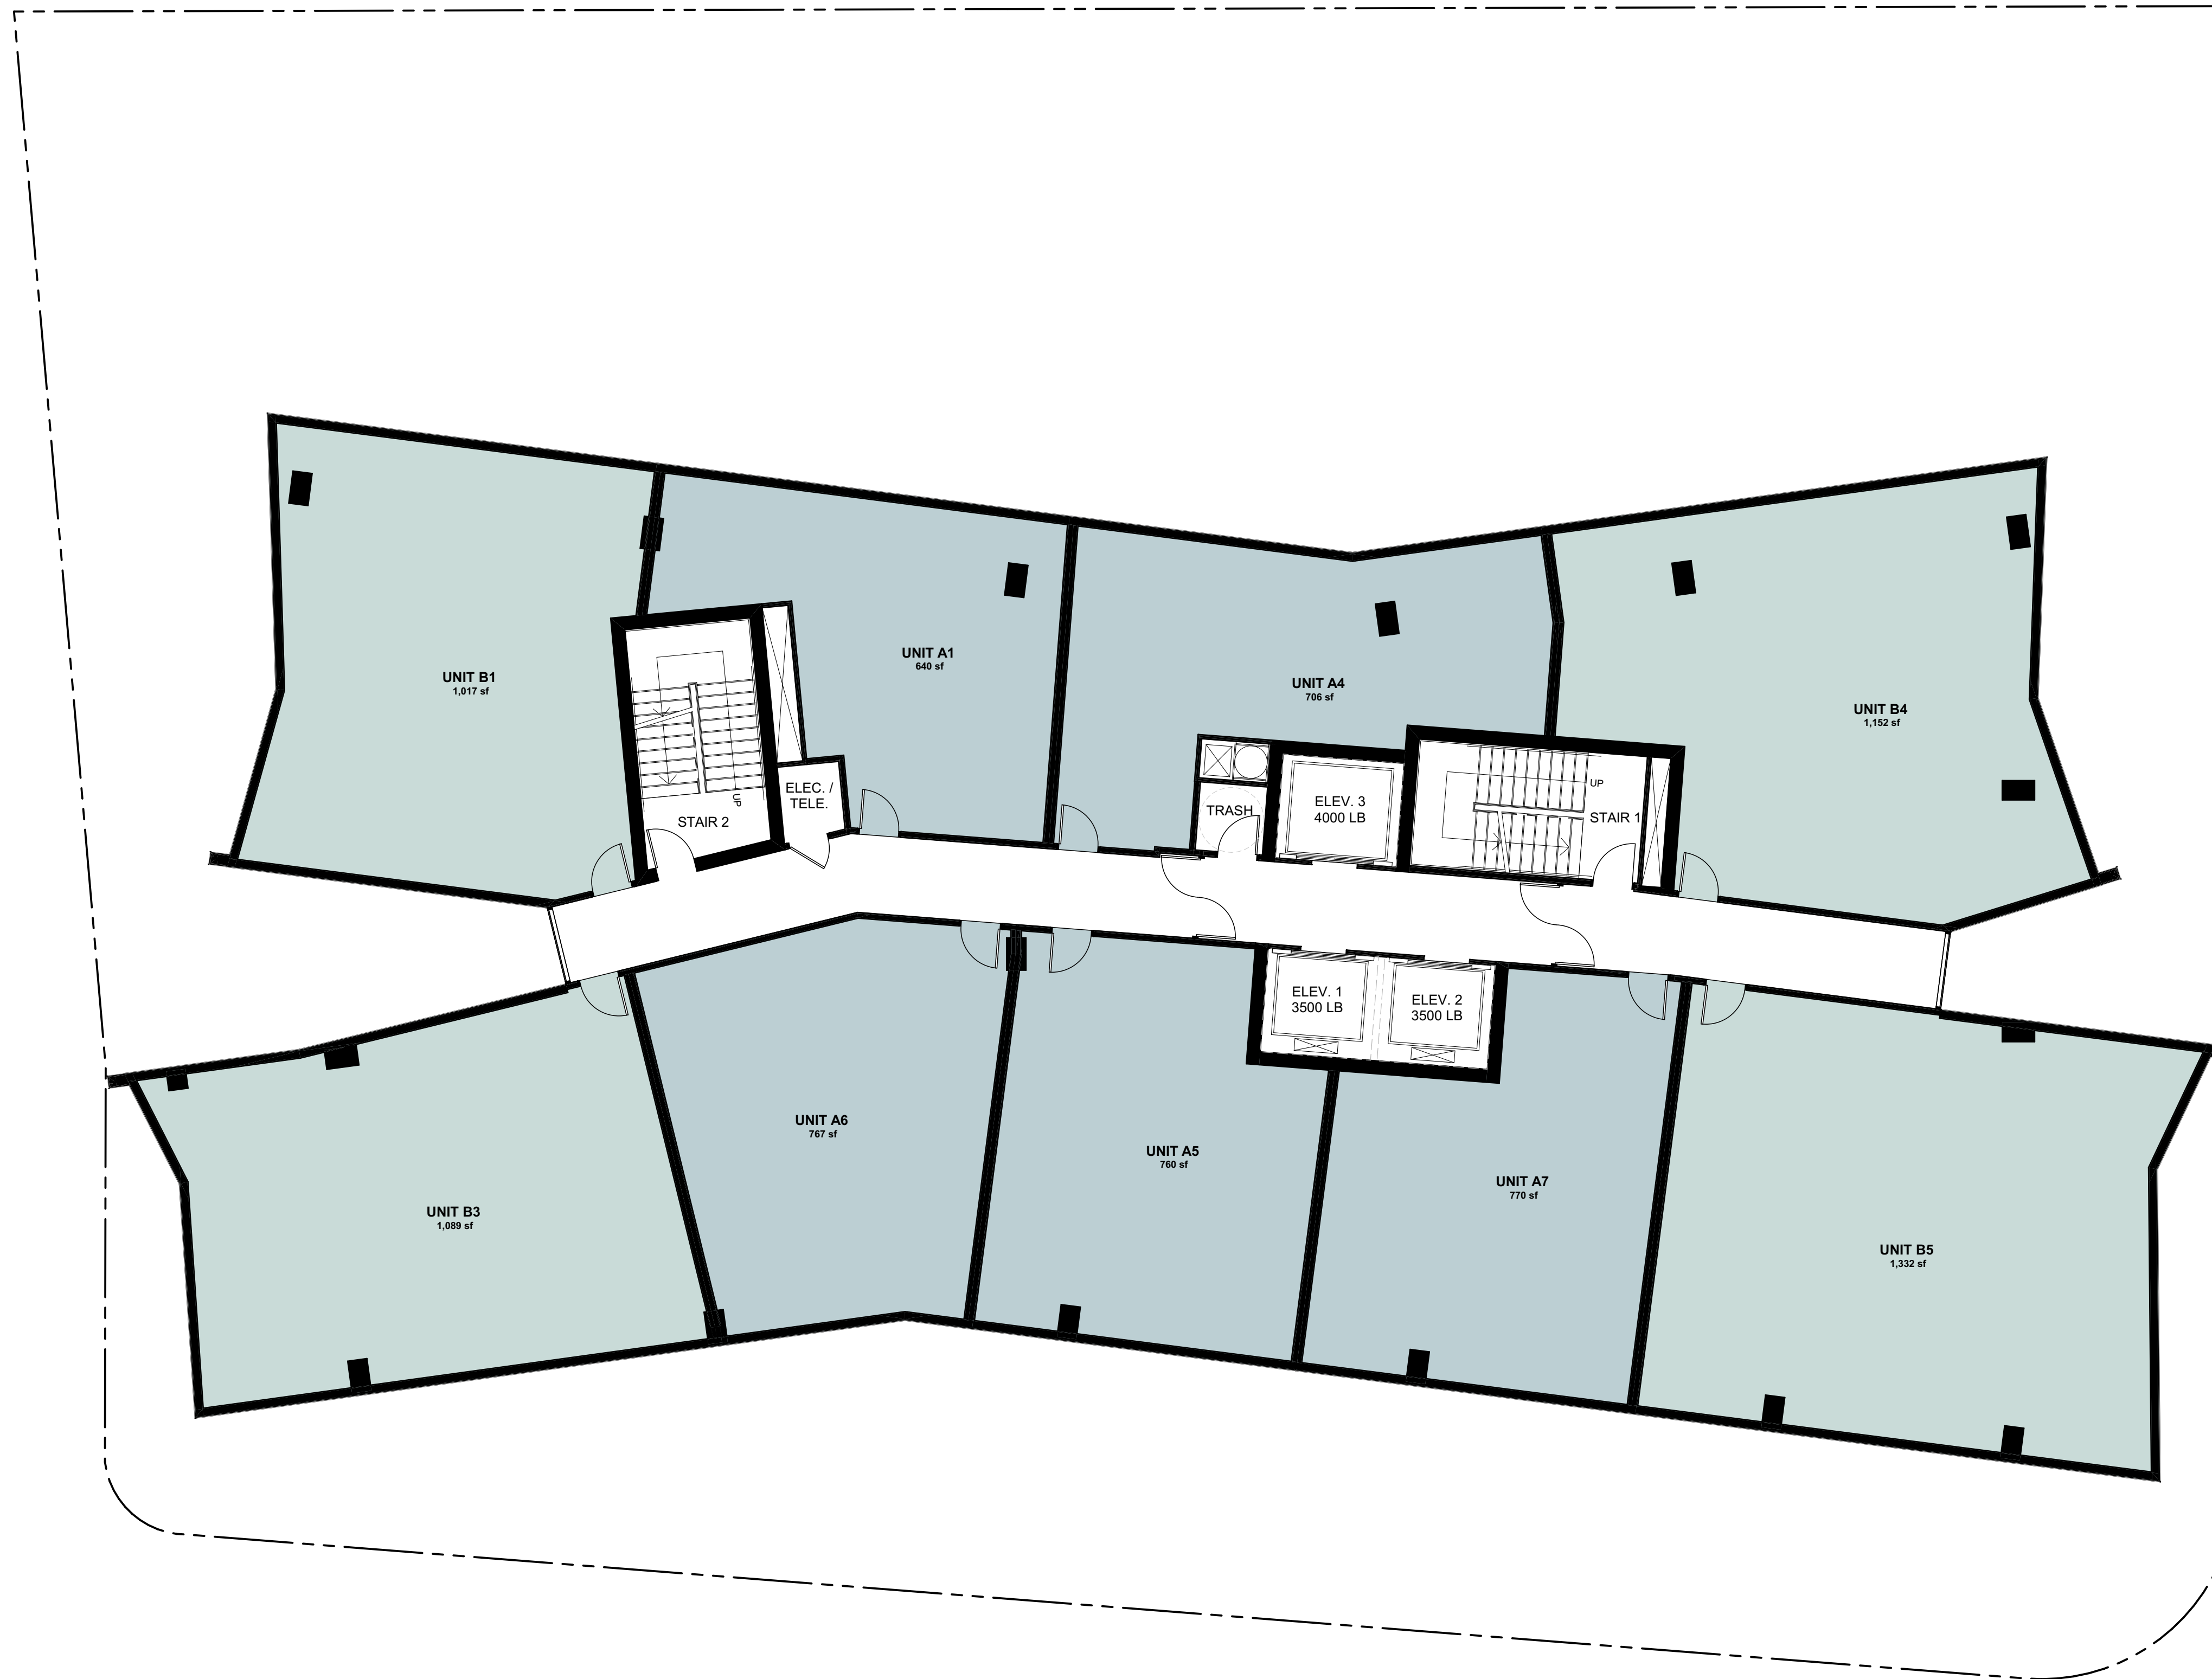 UNIT B1
1,017 sf
UNIT A1
640 sf
UNIT A4
706 sf
UNIT B4
1,152 sf
STAIR 2
UP
ELEC. /
TELE.
TRASH
ELEV. 3
4000 LB
UP
STAIR 1
ELEV. 1
3500 LB
ELEV. 2
3500 LB
UNIT B3
1,089 sf
UNIT A6
767 sf
UNIT A5
760 sf
UNIT A7
770 sf
UNIT B5
1,332 sf